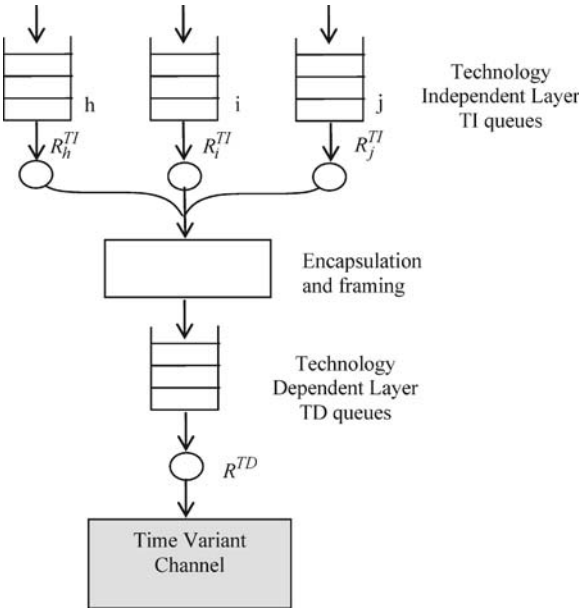 Technology
Independent Layer
TI queues
h
i
j
R_h^{TI}
R_i^{TI}
R_j^{TI}
Encapsulation
and framing
Technology
Dependent Layer
TD queues
R^{TD}
Time Variant
Channel